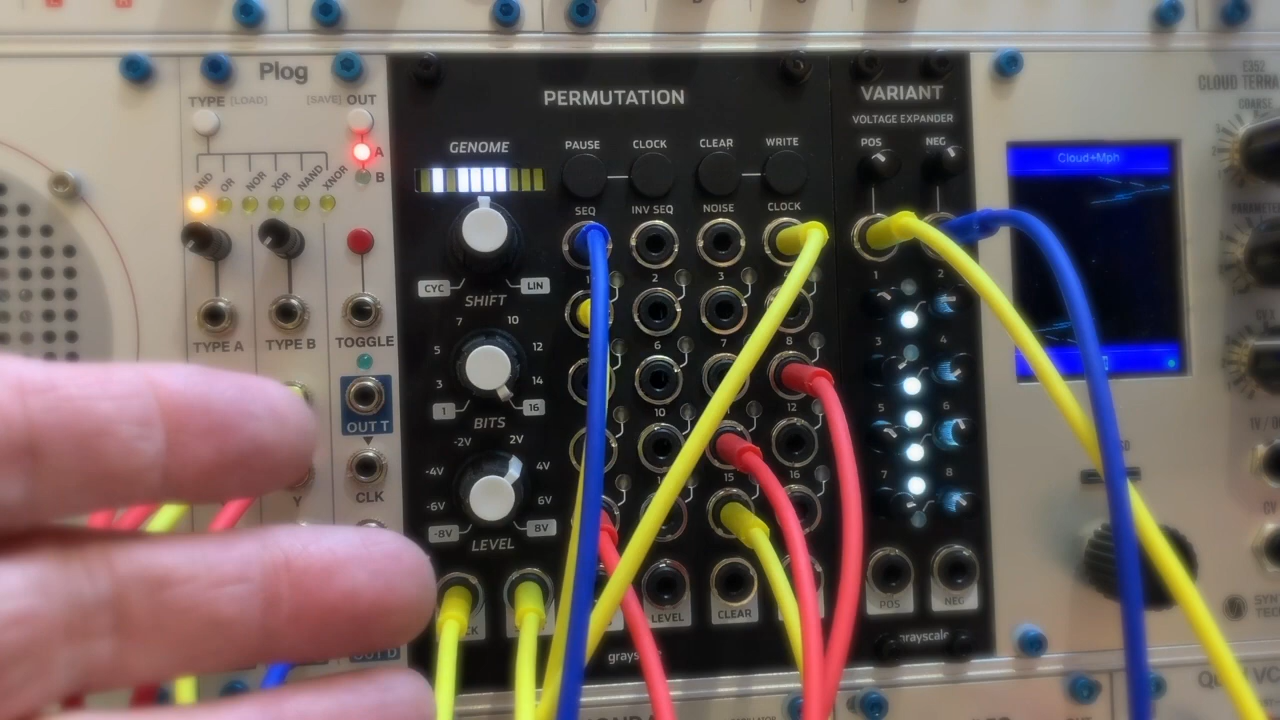 Plog
TYPE [LOAD]
[SAVE] OUT
A
B
AND
OR
NOR
XOR
NAND
XNOR
TYPE A
TYPE B
TOGGLE
OUT T
CLK
Y
PERMUTATION
GENOME
PAUSE
CLOCK
CLEAR
WRITE
SEQ
INV SEQ
NOISE
CLOCK
CYC
LIN
SHIFT
7
10
5
12
3
14
1
16
BITS
-2V
2V
-4V
4V
-6V
6V
-8V
8V
LEVEL
2
3
6
7
8
10
12
15
16
LEVEL
CLEAR
VARIANT
VOLTAGE EXPANDER
POS
NEG
1
2
3
4
5
6
7
8
POS
NEG
grayscale
Cloud+Mph
E352
CLOUD TERRA
COARSE